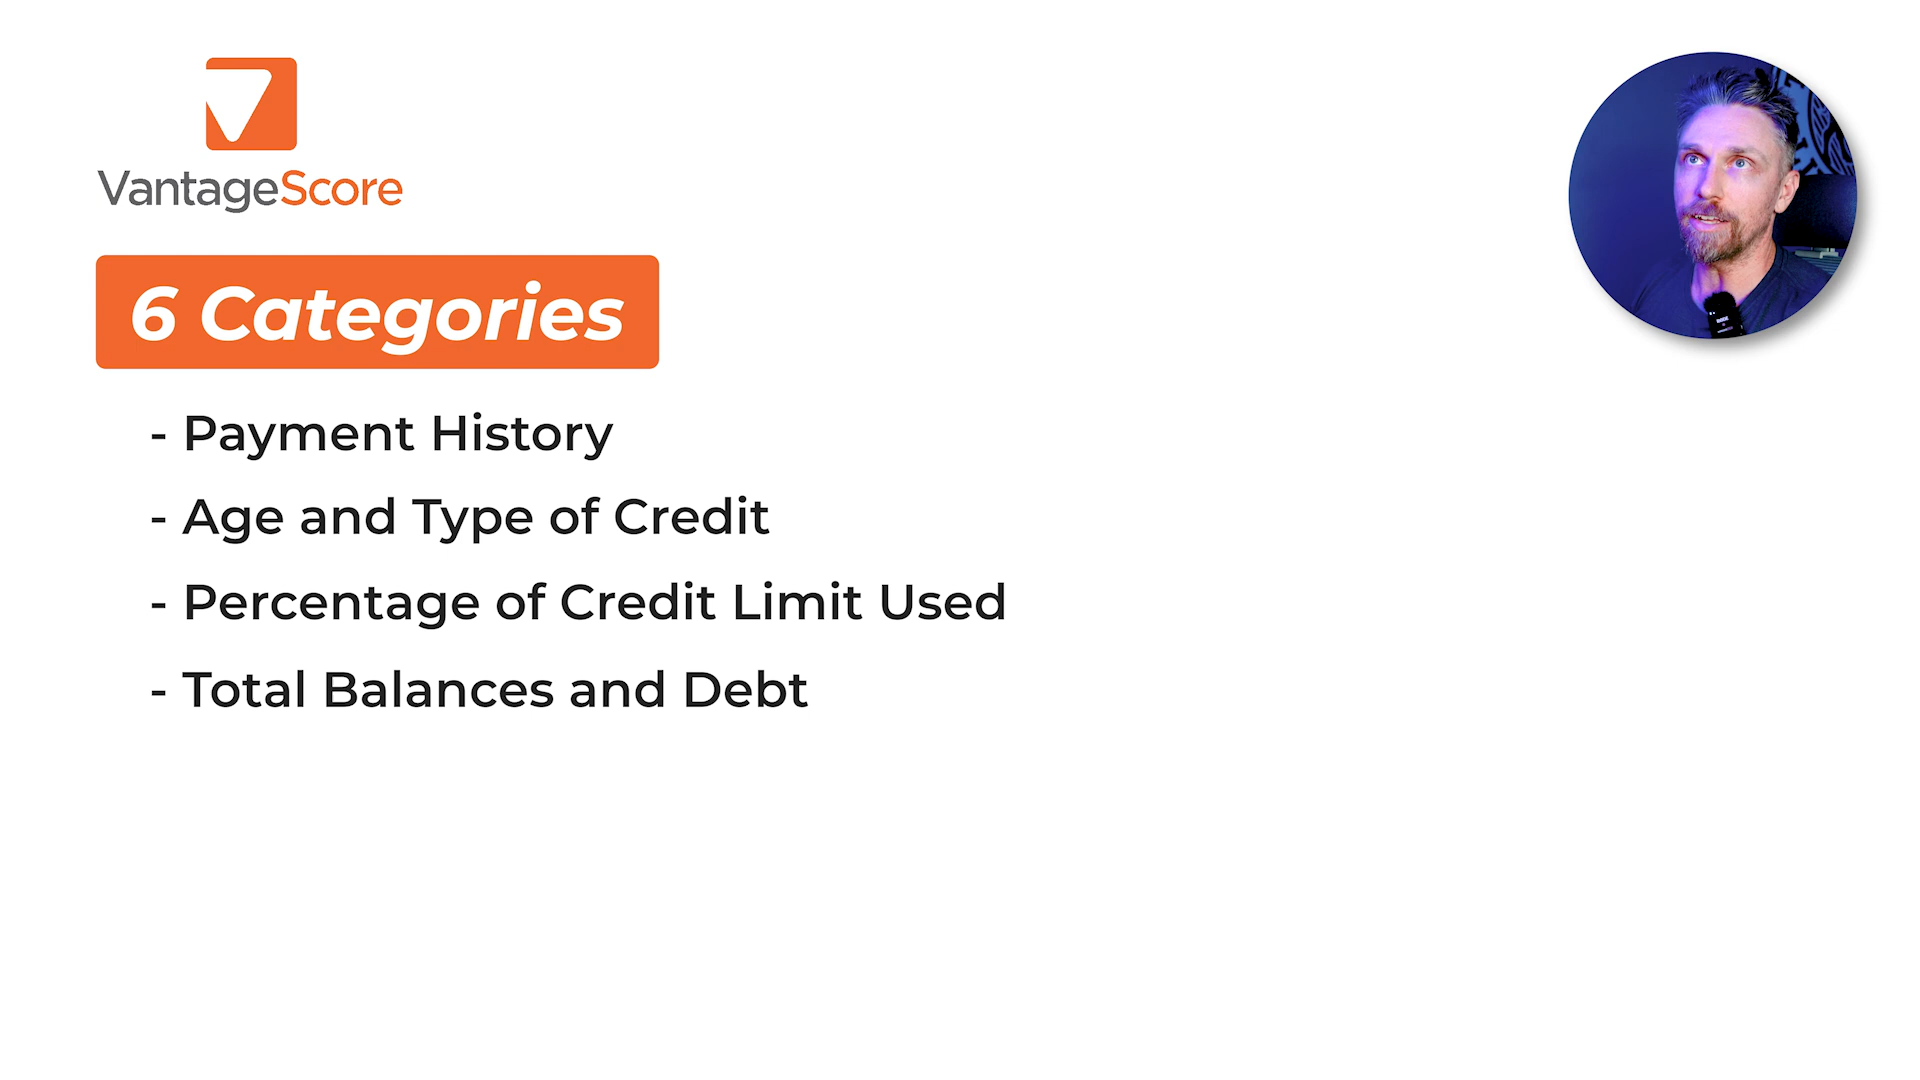 VantageScore
6 Categories
- Payment History
- Age and Type of Credit
- Percentage of Credit Limit Used
- Total Balances and Debt